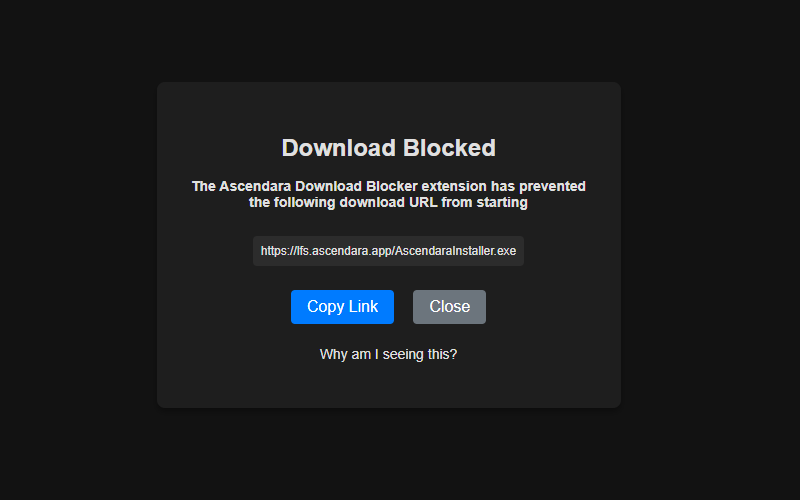 Download Blocked
The Ascendara Download Blocker extension has prevented
the following download URL from starting
https://lfs.ascendara.app/AscendaraInstaller.exe
Copy Link
Close
Why am I seeing this?